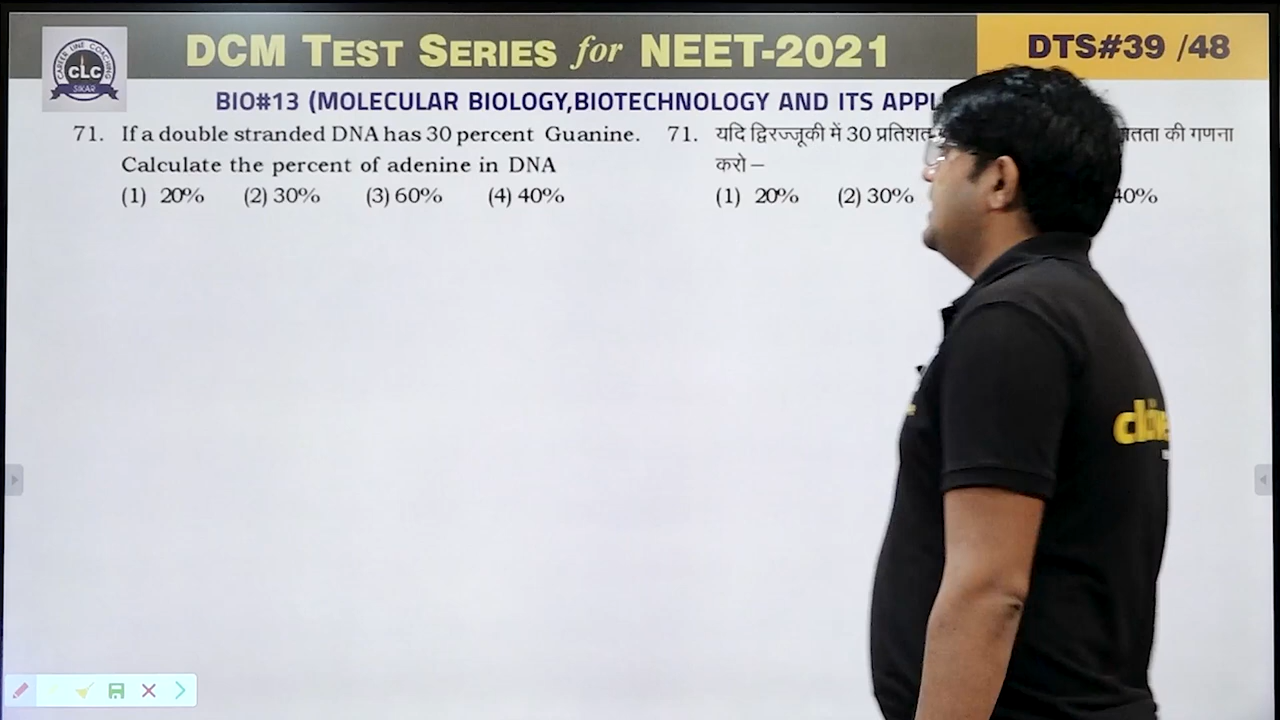 DCM TEST SERIES for NEET-2021
DTS#39 /48
CAREER LINE COACHING
CLC
SIKAR
BIO#13 (MOLECULAR BIOLOGY,BIOTECHNOLOGY AND ITS
71. If a double stranded DNA has 30 percent Guanine.
Calculate the percent of adenine in DNA
(1) 20% (2) 30% (3) 60% (4) 40%
71. यदि द्विरज्जूकी में 30 प्रतिशत की गणना
करो –
(1) 20% (2) 30% 40%